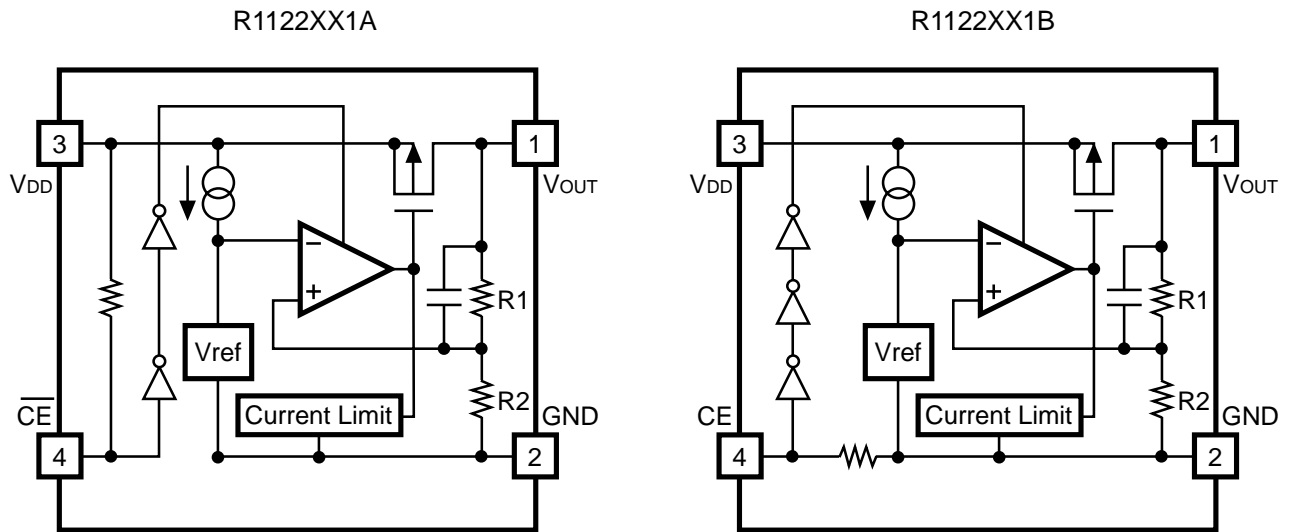 R1122XX1A
3
VDD
1
VOUT
−
+
R1
Vref
R2
Current Limit
C̅E̅
4
GND
2
R1122XX1B
3
VDD
1
VOUT
−
+
R1
Vref
R2
Current Limit
CE
4
GND
2